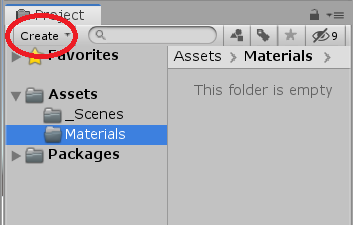 Project
Create
9
Favorites
Assets
_Scenes
Materials
Packages
Assets Materials
This folder is empty